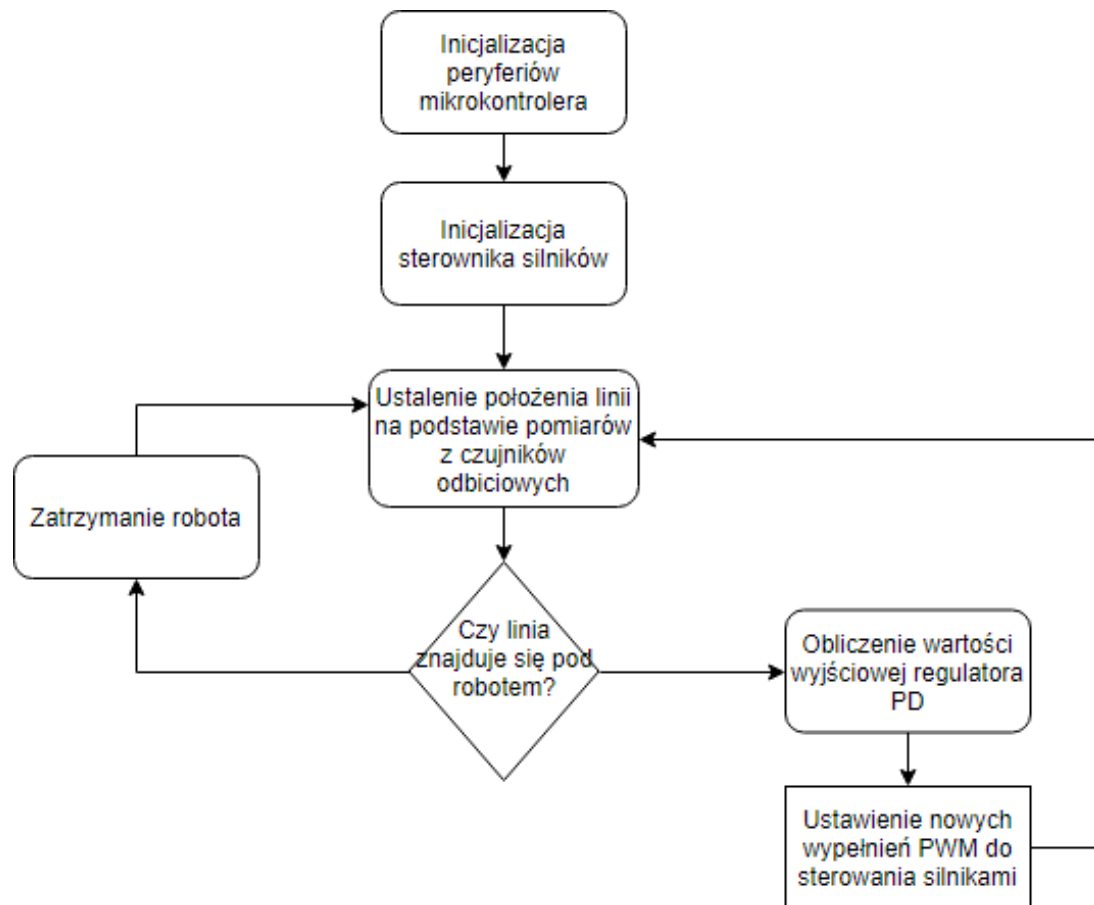 Inicjalizacja
peryferiów
mikrokontrolera
Inicjalizacja
sterownika silników
Ustalenie położenia linii
na podstawie pomiarów
z czujników
odbiciowych
Zatrzymanie robota
Czy linia
znajduje się pod
robotem?
Obliczenie wartości
wyjściowej regulatora
PD
Ustawienie nowych
wypełnień PWM do
sterowania silnikami